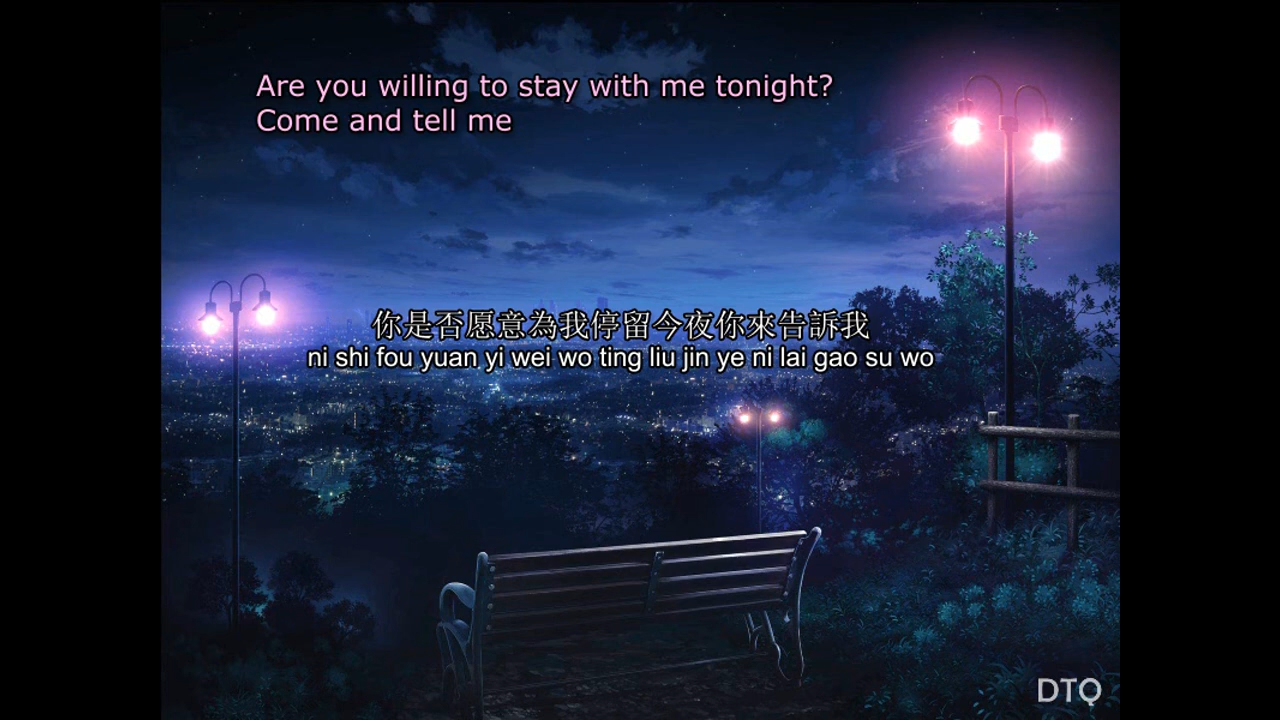 Are you willing to stay with me tonight?
Come and tell me
你是否愿意為我停留今夜你來告訴我
ni shi fou yuan yi wei wo ting liu jin ye ni lai gao su wo
DTQ